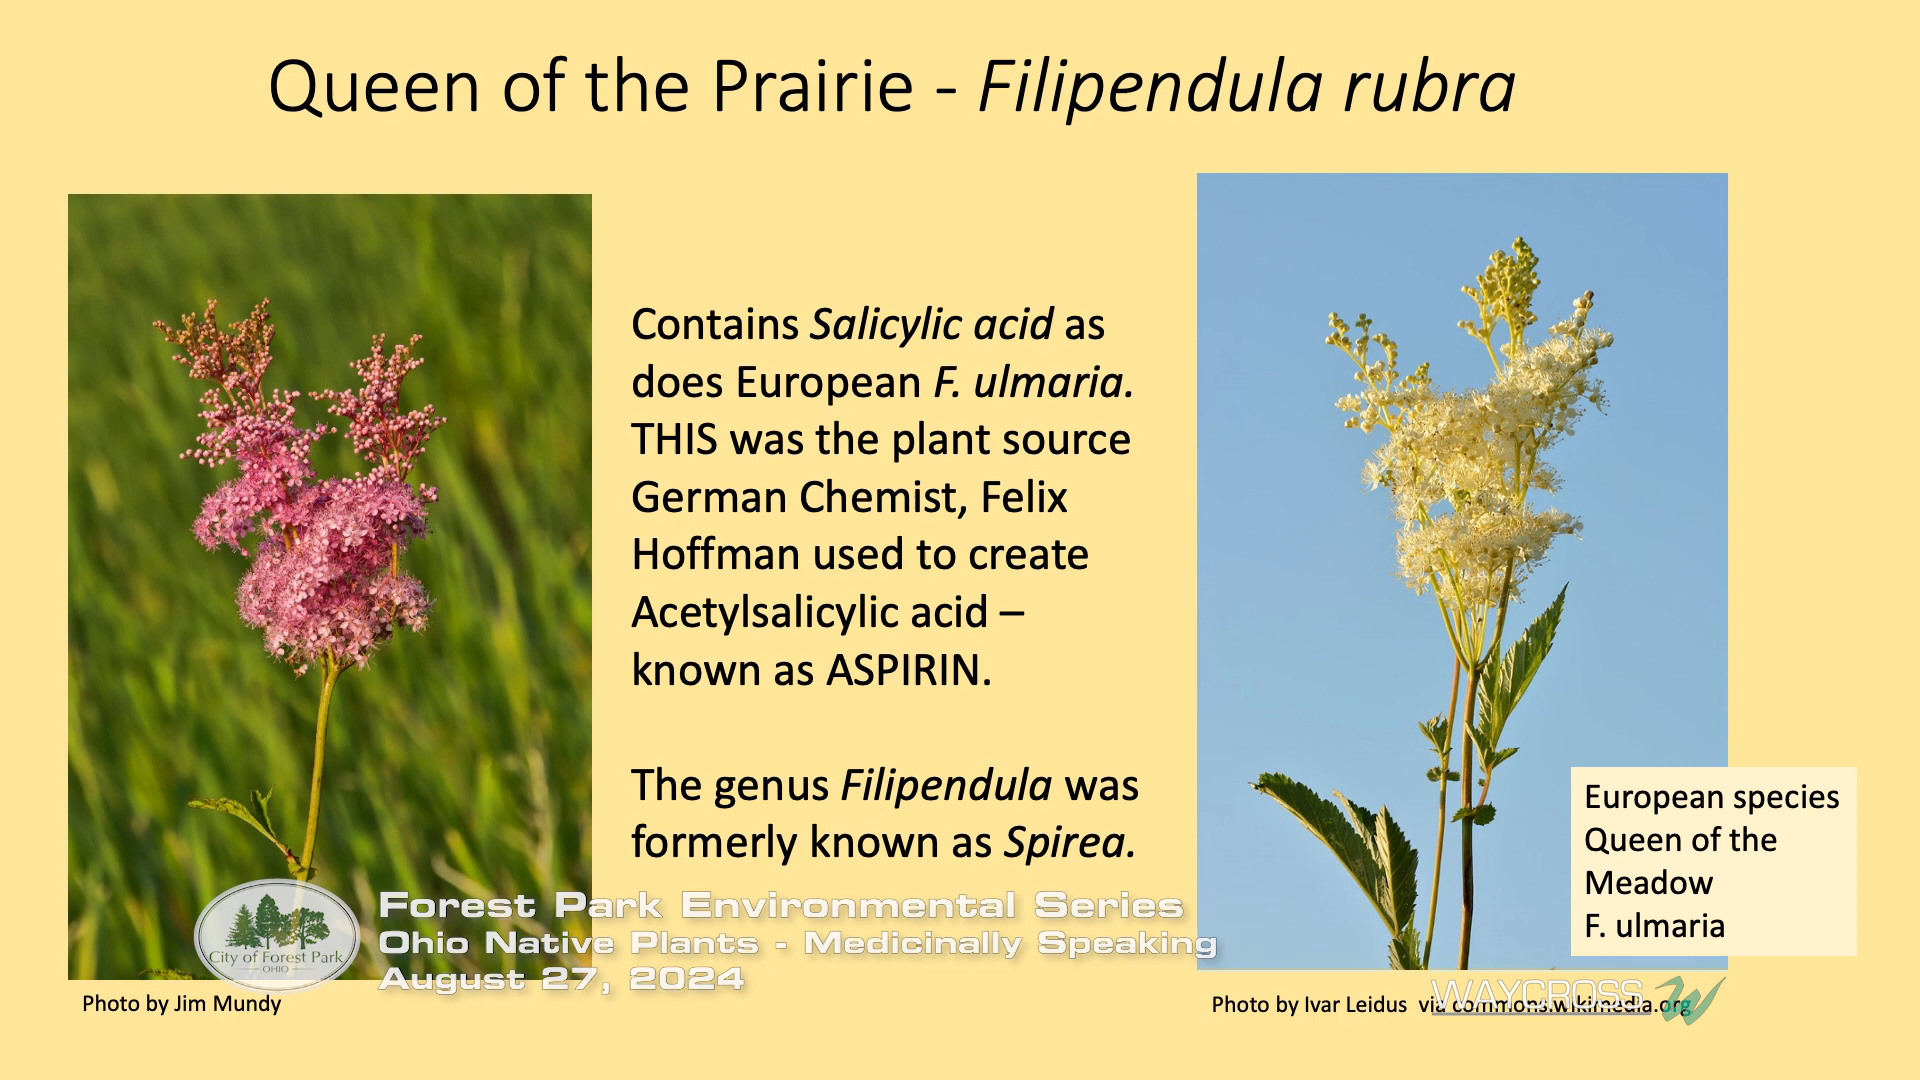 Queen of the Prairie - Filipendula rubra
Contains Salicylic acid as
does European F. ulmaria.
THIS was the plant source
German Chemist, Felix
Hoffman used to create
Acetylsalicylic acid –
known as ASPIRIN.
The genus Filipendula was
formerly known as Spirea.
European species
Queen of the
Meadow
F. ulmaria
City of Forest Park
OHIO
Forest Park Environmental Series
Ohio Native Plants - Medicinally Speaking
August 27, 2024
Photo by Jim Mundy
Photo by Ivar Leidus via commons.wikimedia.org
WAYCROSS